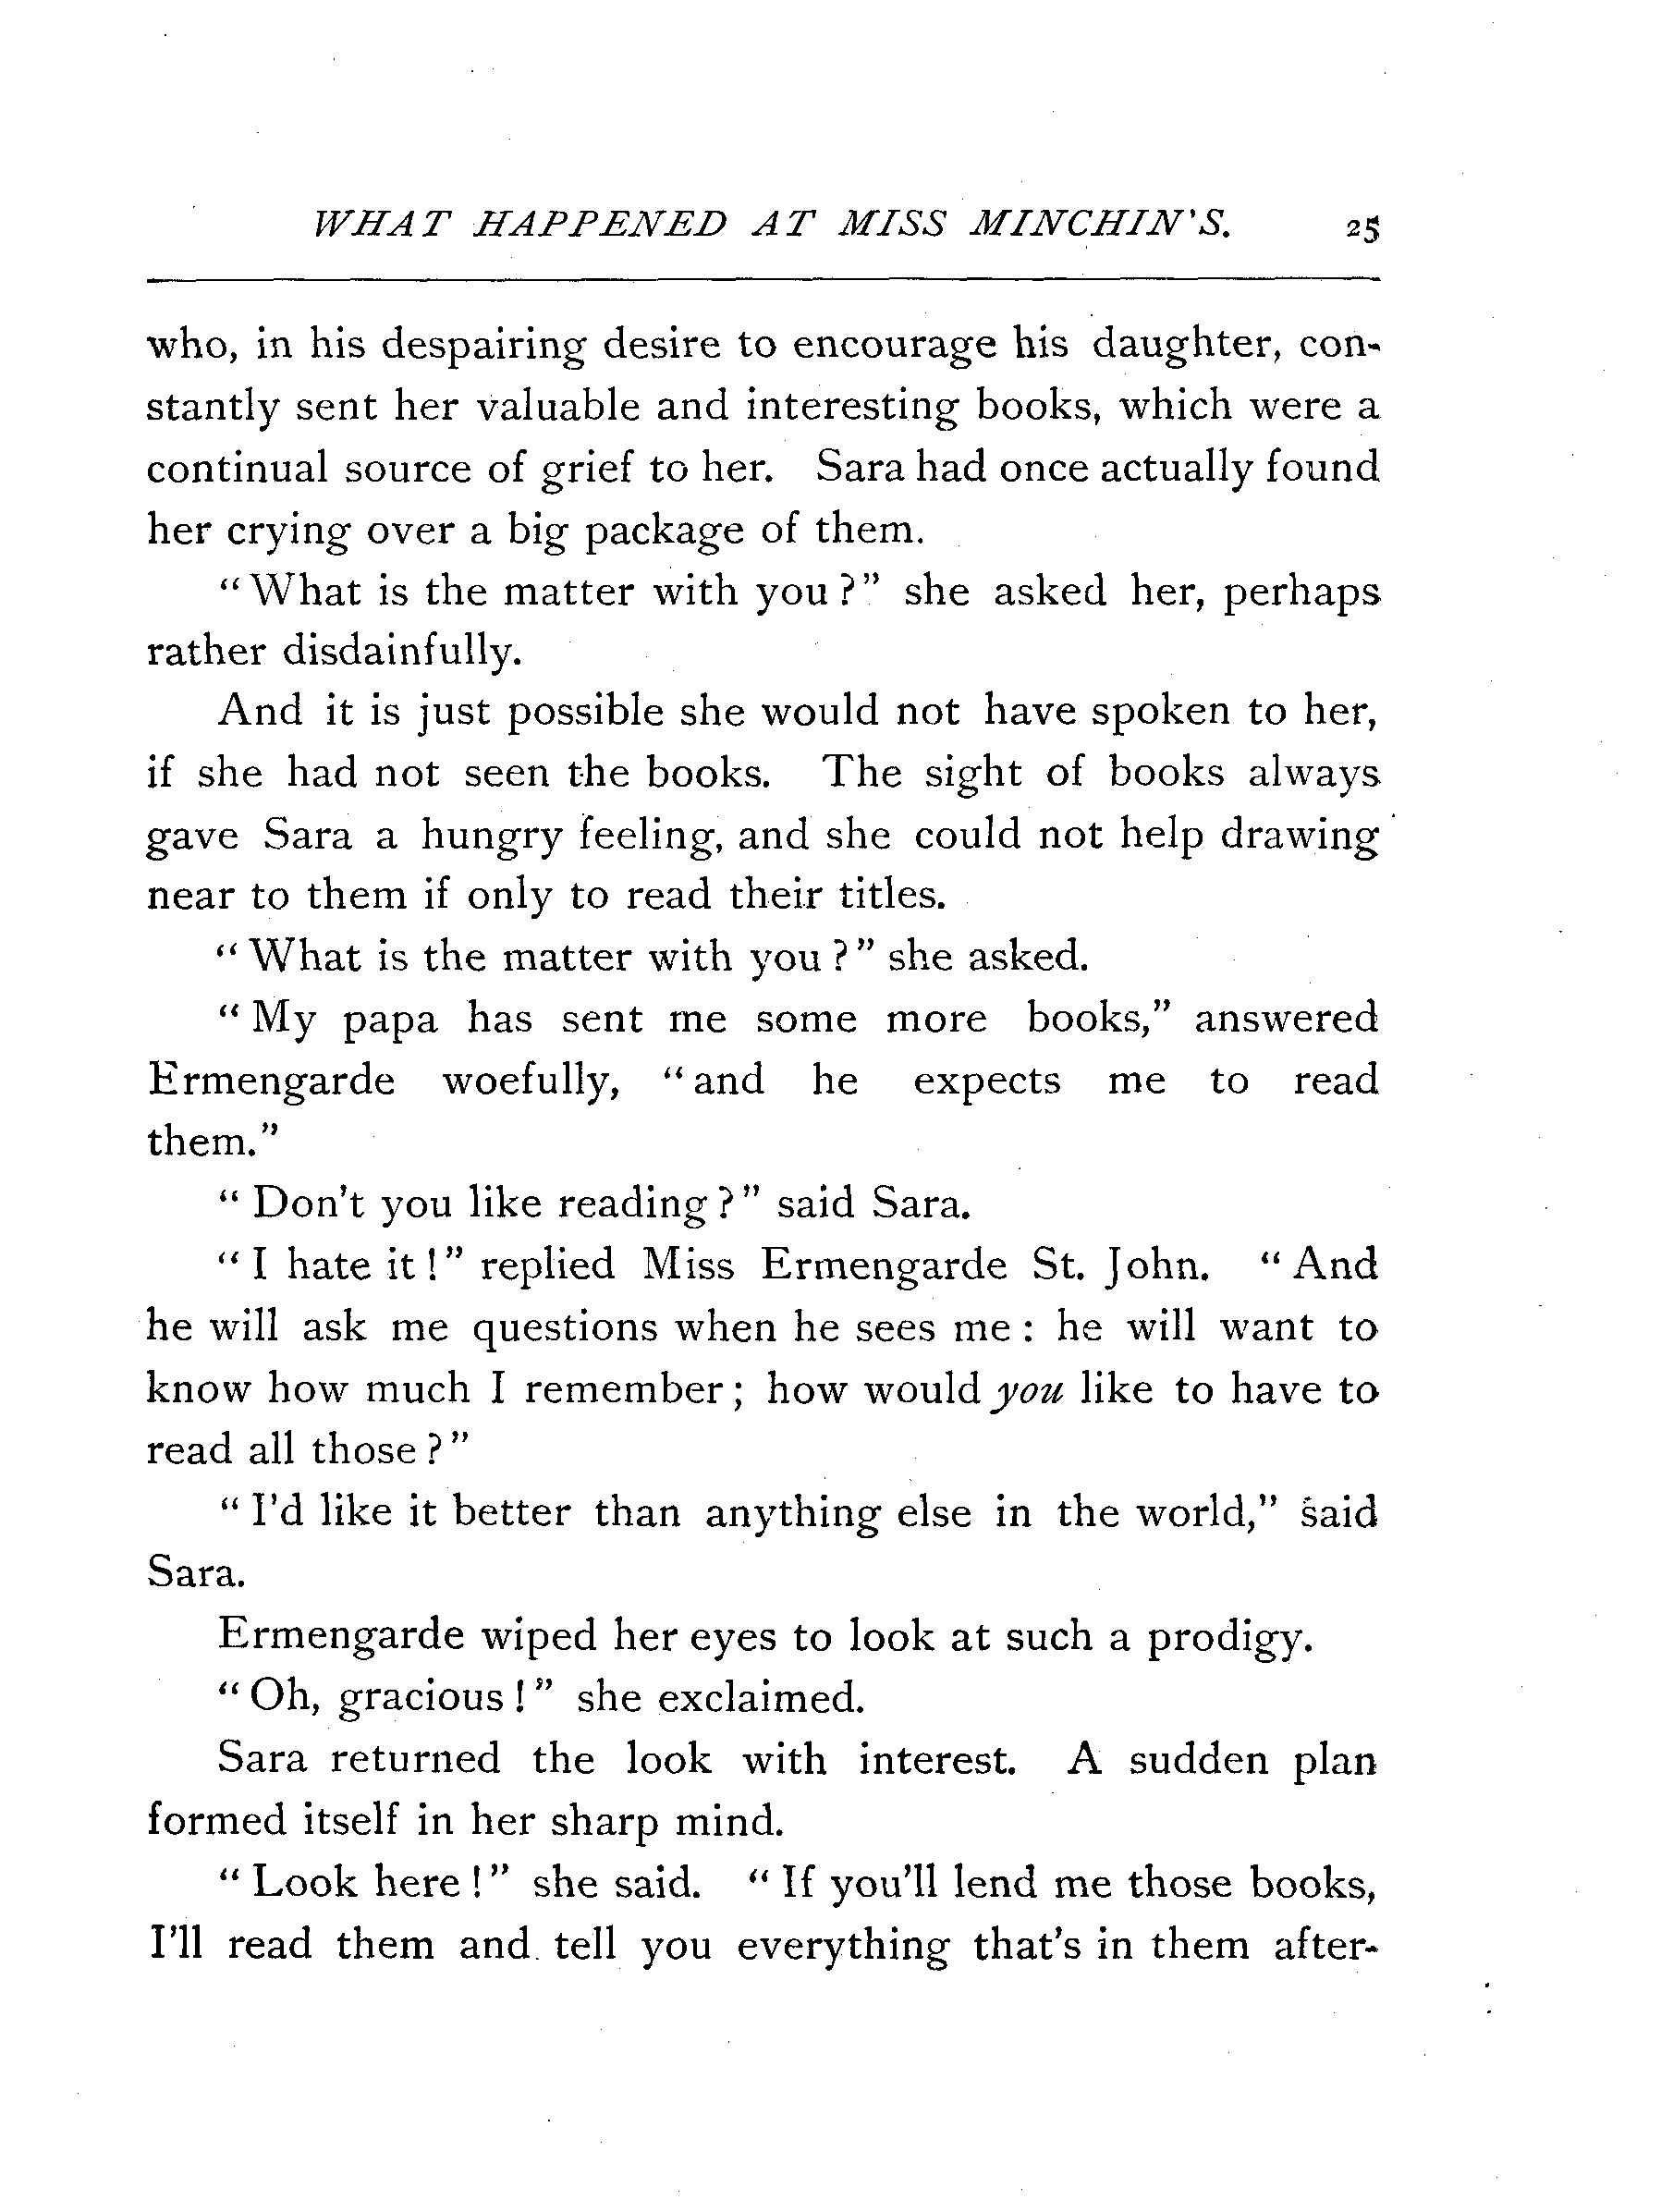 WHAT HAPPENED AT MISS MINCHIN'S. 25
who, in his despairing desire to encourage his daughter, con-
stantly sent her valuable and interesting books, which were a
continual source of grief to her. Sara had once actually found
her crying over a big package of them.
"What is the matter with you?" she asked her, perhaps
rather disdainfully.
And it is just possible she would not have spoken to her,
if she had not seen the books. The sight of books always
gave Sara a hungry feeling, and she could not help drawing
near to them if only to read their titles.
"What is the matter with you?" she asked.
"My papa has sent me some more books," answered
Ermengarde woefully, "and he expects me to read
them."
"Don't you like reading?" said Sara.
"I hate it!" replied Miss Ermengarde St. John. "And
he will ask me questions when he sees me: he will want to
know how much I remember; how would you like to have to
read all those?"
"I'd like it better than anything else in the world," said
Sara.
Ermengarde wiped her eyes to look at such a prodigy.
"Oh, gracious!" she exclaimed.
Sara returned the look with interest. A sudden plan
formed itself in her sharp mind.
"Look here!" she said. "If you'll lend me those books,
I'll read them and tell you everything that's in them after-